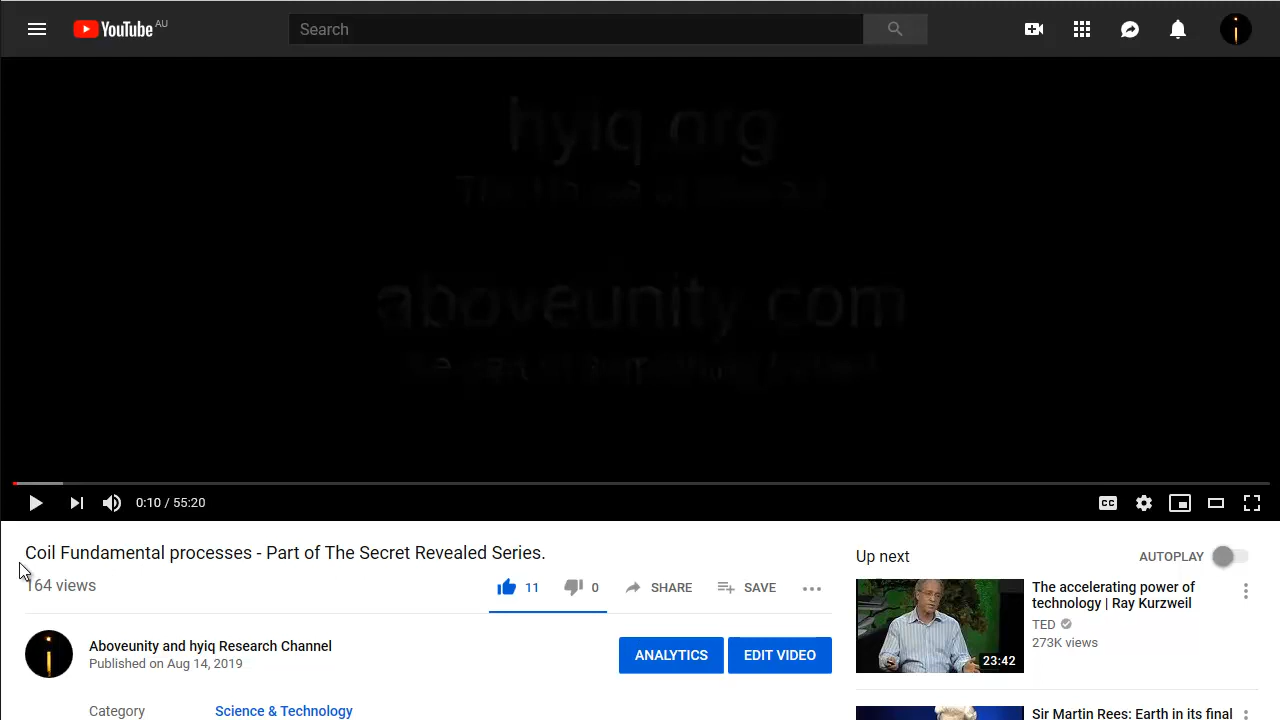 YouTube AU
Search
hyiq.org
aboveunity.com
0:10 / 55:20
CC
Coil Fundamental processes - Part of The Secret Revealed Series.
164 views
11
0
SHARE
SAVE
Aboveunity and hyiq Research Channel
Published on Aug 14, 2019
ANALYTICS
EDIT VIDEO
Category
Science & Technology
Up next
AUTOPLAY
The accelerating power of
technology | Ray Kurzweil
TED
273K views
23:42
Sir Martin Rees: Earth in its final